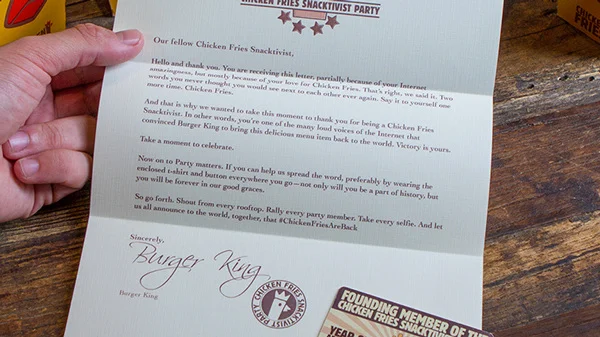 CHICKEN FRIES SNACKTIVIST PARTY
Our fellow Chicken Fries Snacktivist,
Hello and thank you. You are receiving this letter, partially because of your Internet
amazingness, but mostly because of your love for Chicken Fries. That's right, we said it. Two
words you never thought you would see next to each other ever again. Say it to yourself one
more time. Chicken Fries.
And that is why we wanted to take this moment to thank you for being a Chicken Fries
Snacktivist. In other words, you're one of the many loud voices of the Internet that
convinced Burger King to bring this delicious menu item back to the world. Victory is yours.
Take a moment to celebrate.
Now on to Party matters. If you can help us spread the word, preferably by wearing the
enclosed t-shirt and button everywhere you go—not only will you be a part of history, but
you will be forever in our good graces.
So go forth. Shout from every rooftop. Rally every party member. Take every selfie. And let
us all announce to the world, together, that #ChickenFriesAreBack
Sincerely,
Burger King
Burger King
CHICKEN FRIES SNACKTIVIST PARTY
FOUNDING MEMBER OF THE
CHICKEN FRIES SNACKTIVIST
YEAR